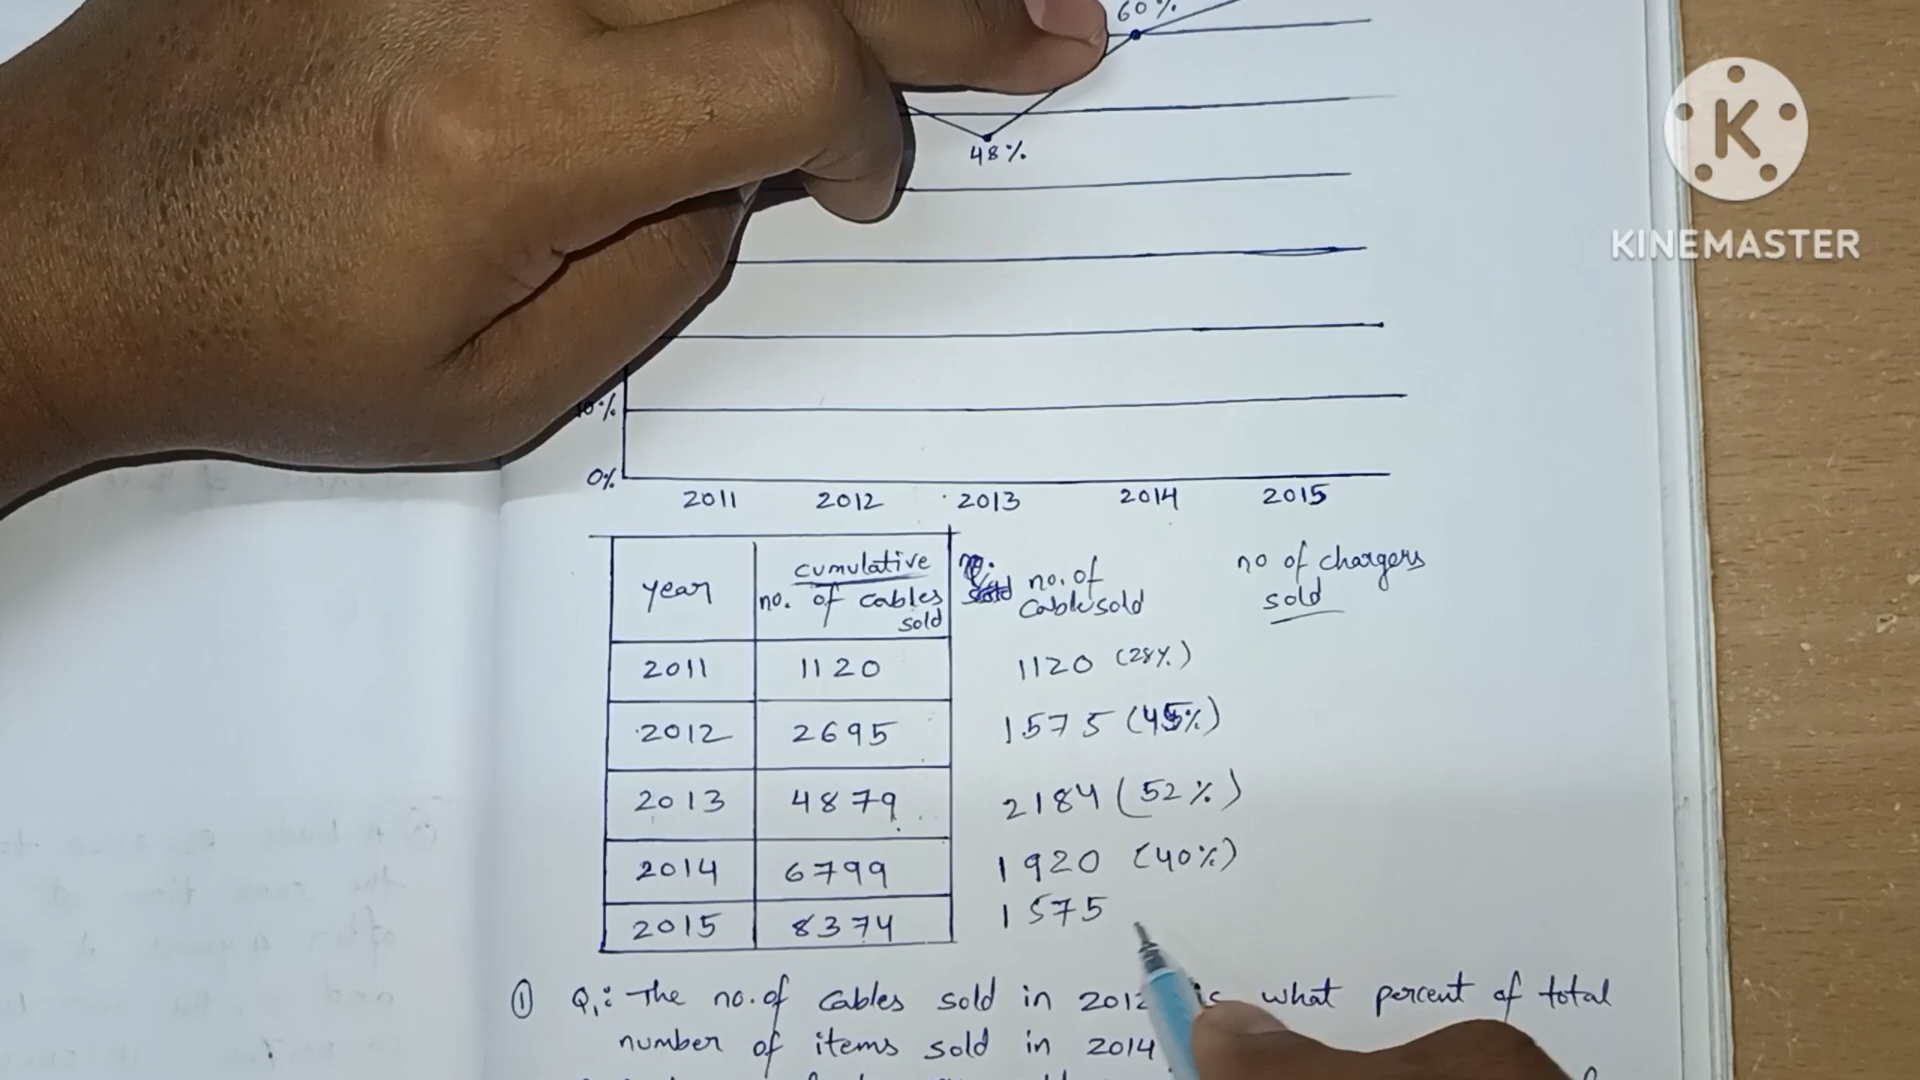 60%
K
KINEMASTER
48%
10%
0%
2011 2012 2013 2014 2015
year cumulative no. of cables sold no. of cable sold no of chargers sold
2011 1120 1120 (28%)
2012 2695 1575 (45%)
2013 4879 2184 (52%)
2014 6799 1920 (40%)
2015 8374 1575
① Q1: The no. of cables sold in 2012 is what percent of total
number of items sold in 2014